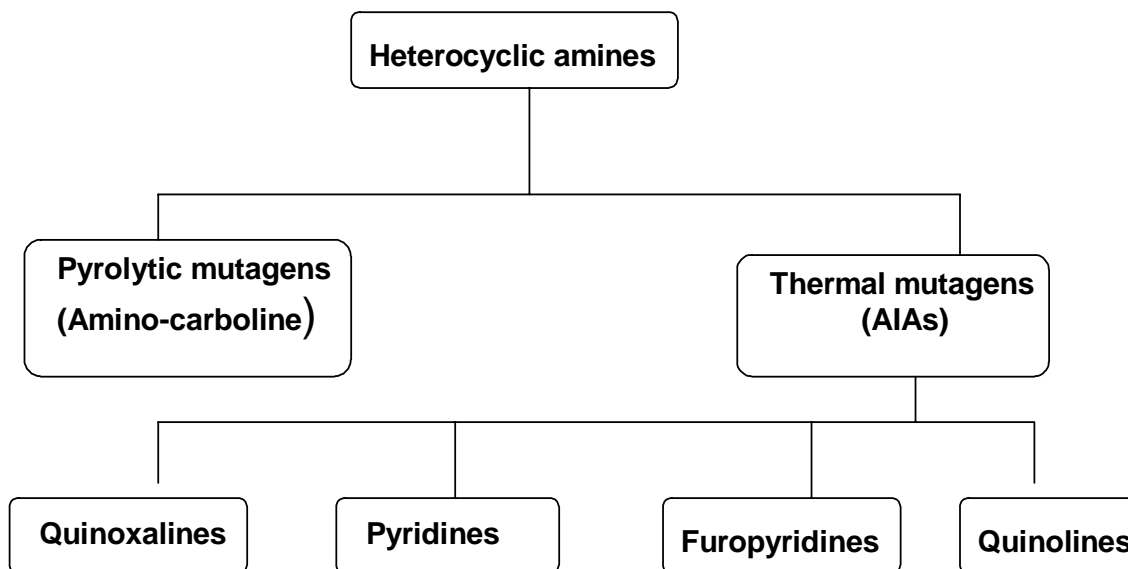 Heterocyclic amines
Pyrolytic mutagens
(Amino-carboline)
Thermal mutagens
(AIAs)
Quinoxalines
Pyridines
Furopyridines
Quinolines